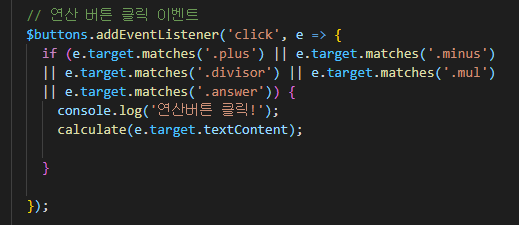 // 연산 버튼 클릭 이벤트
$buttons.addEventListener('click', e => {
if (e.target.matches('.plus') || e.target.matches('.minus')
|| e.target.matches('.divisor') || e.target.matches('.mul')
|| e.target.matches('.answer')) {
console.log('연산버튼 클릭!');
calculate(e.target.textContent);
}
});